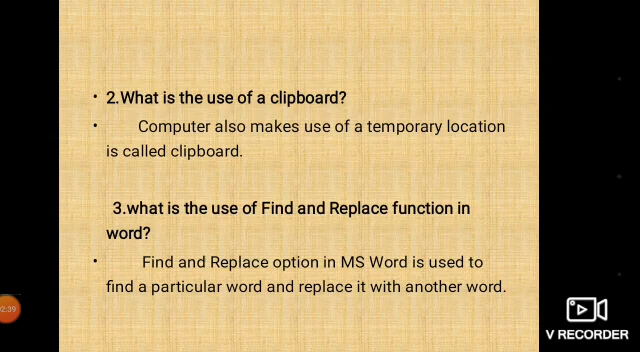 • 2.What is the use of a clipboard?
• Computer also makes use of a temporary location
is called clipboard.
3.what is the use of Find and Replace function in
word?
• Find and Replace option in MS Word is used to
find a particular word and replace it with another word.
2:39
V RECORDER